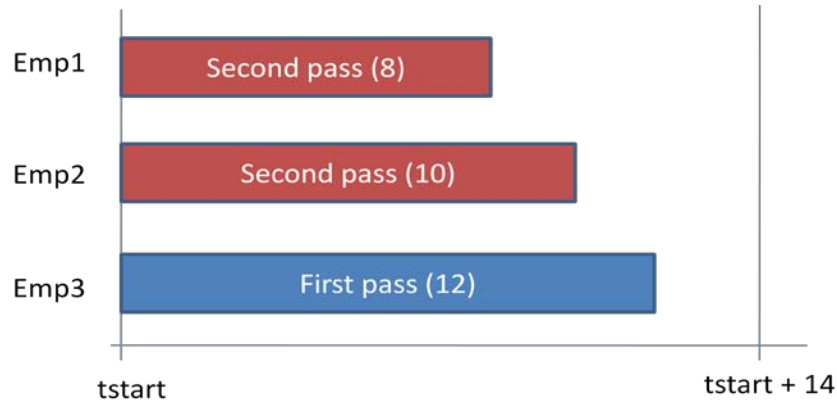 Emp1
Second pass (8)
Emp2
Second pass (10)
Emp3
First pass (12)
tstart
tstart + 14